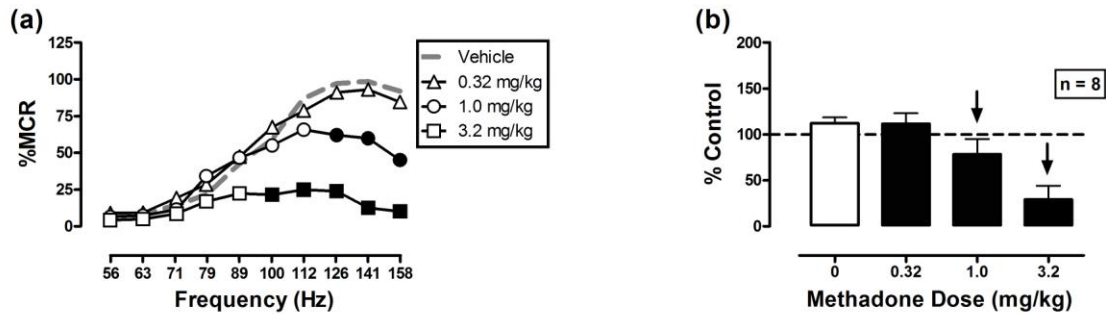 (a)
125
100
75
50
25
0
%MCR
56 63 71 79 89 100 112 126 141 158
Frequency (Hz)
Vehicle
0.32 mg/kg
1.0 mg/kg
3.2 mg/kg
(b)
200
150
100
50
0
% Control
n = 8
0 0.32 1.0 3.2
Methadone Dose (mg/kg)